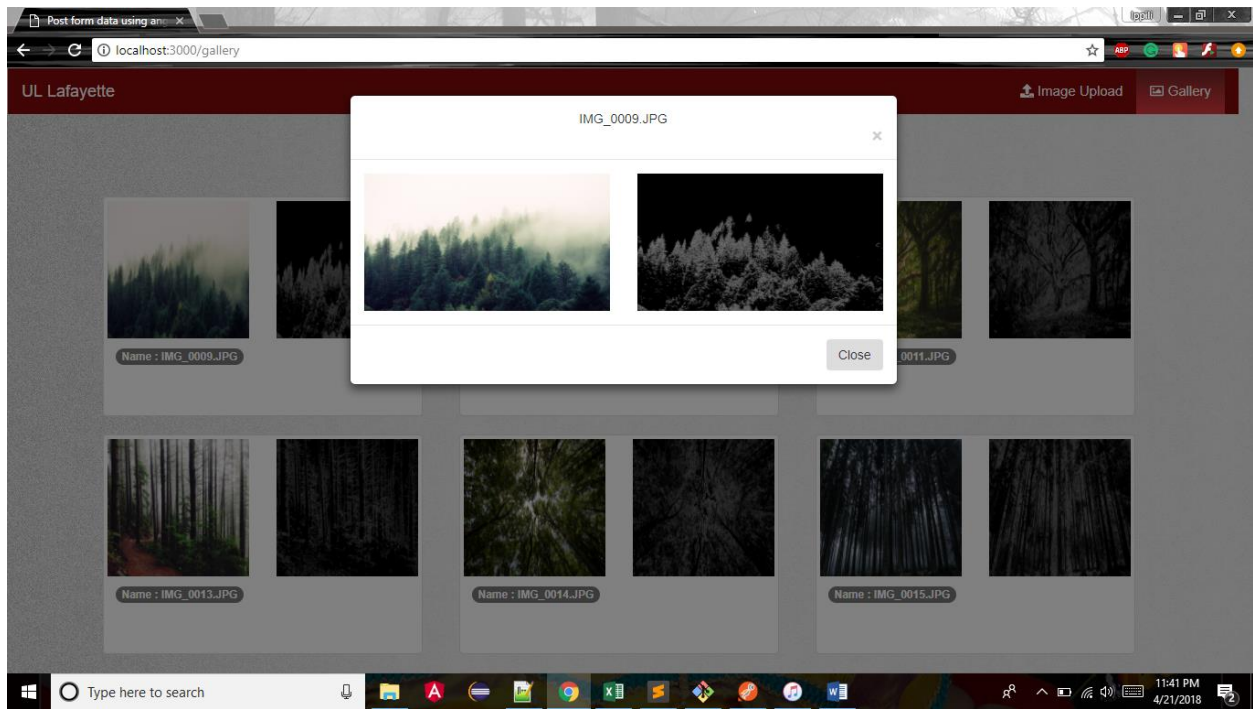 Post form data using an
lppili
localhost:3000/gallery
ABP
UL Lafayette
Image Upload
Gallery
IMG_0009.JPG
×
Close
Name : IMG_0009.JPG
0011.JPG
Name : IMG_0013.JPG
Name : IMG_0014.JPG
Name : IMG_0015.JPG
Type here to search
11:41 PM
4/21/2018